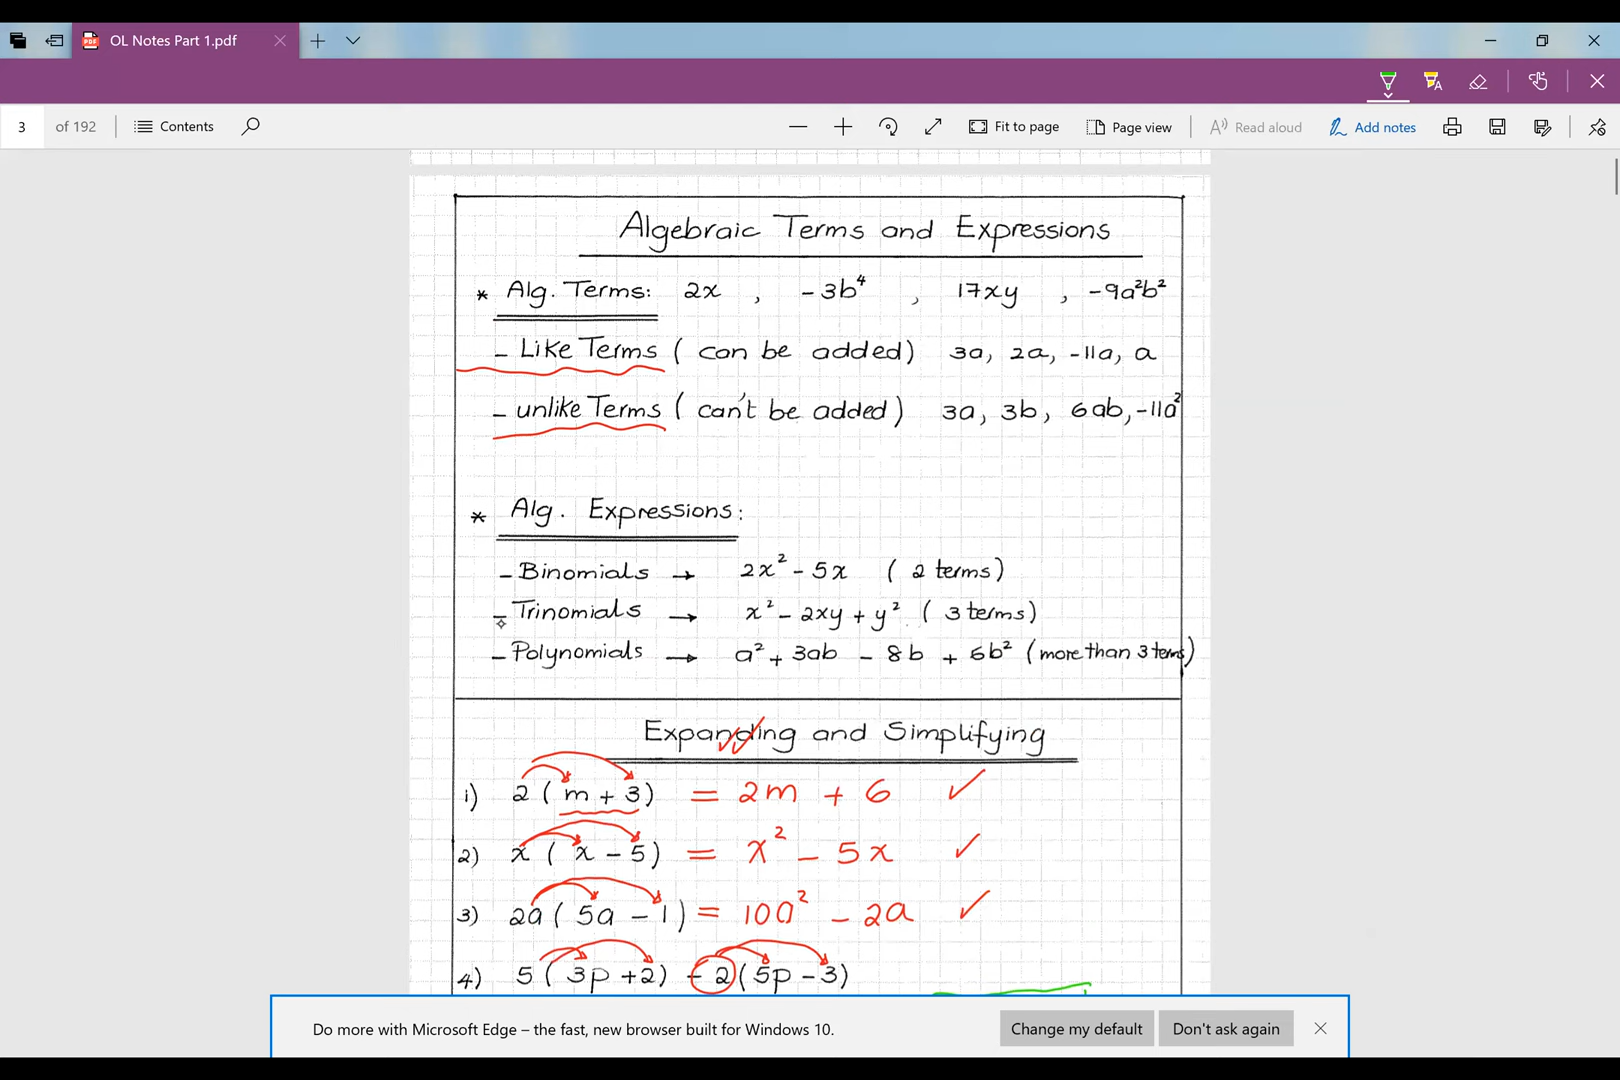 OL Notes Part 1.pdf
3 of 192 Contents Fit to page Page view Read aloud Add notes
Algebraic Terms and Expressions
* Alg. Terms: 2x , -3b⁴ , 17xy , -9a²b²
- Like Terms ( can be added) 3a, 2a, -11a, a
- unlike Terms ( can't be added) 3a, 3b, 6ab, -11a²
* Alg. Expressions:
- Binomials → 2x² - 5x ( 2 terms)
- Trinomials → x² - 2xy + y² ( 3 terms)
- Polynomials → a² + 3ab - 8b + 6b² (more than 3 terms)
Expanding and Simplifying
1) 2 ( m + 3) = 2m + 6 ✓
2) x ( x - 5) = x² - 5x ✓
3) 2a ( 5a - 1) = 10a² - 2a ✓
4) 5 ( 3p +2) - 2 (5p - 3)
Do more with Microsoft Edge – the fast, new browser built for Windows 10. Change my default Don't ask again